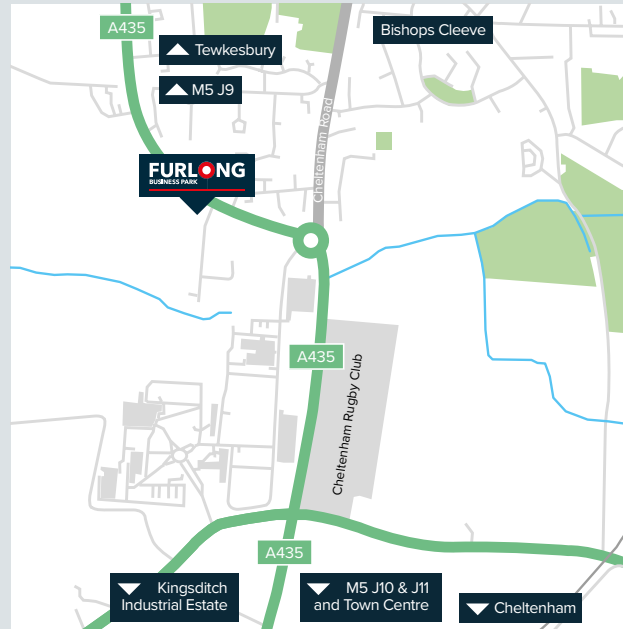 A435
Tewkesbury
Bishops Cleeve
M5 J9
Cheltenham Road
FURLONG
BUSINESS PARK
A435
Cheltenham Rugby Club
A435
Kingsditch
Industrial Estate
M5 J10 & J11
and Town Centre
Cheltenham